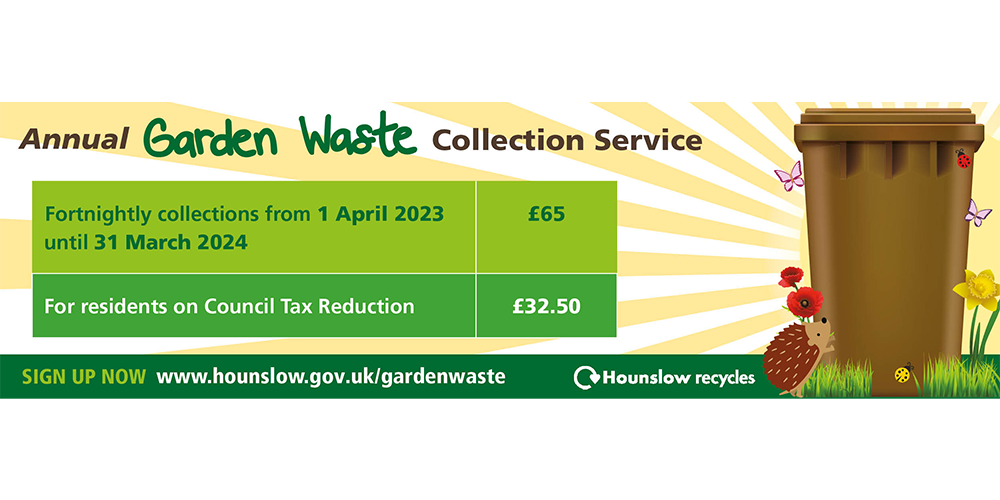 Annual Garden Waste Collection Service
Fortnightly collections from 1 April 2023
until 31 March 2024
£65
For residents on Council Tax Reduction
£32.50
SIGN UP NOW www.hounslow.gov.uk/gardenwaste
Hounslow recycles